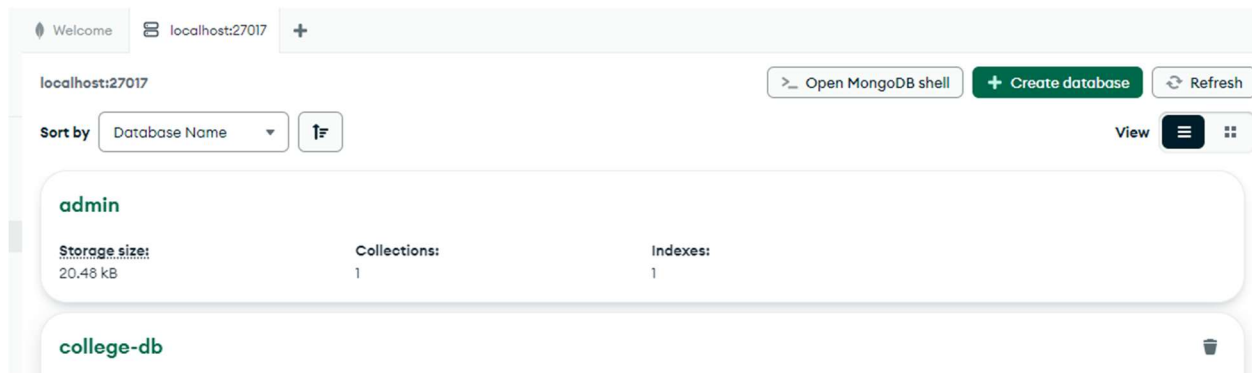 Welcome localhost:27017
localhost:27017 >_ Open MongoDB shell + Create database Refresh
Sort by Database Name View
admin
Storage size: Collections: Indexes:
20.48 kB 1 1
college-db